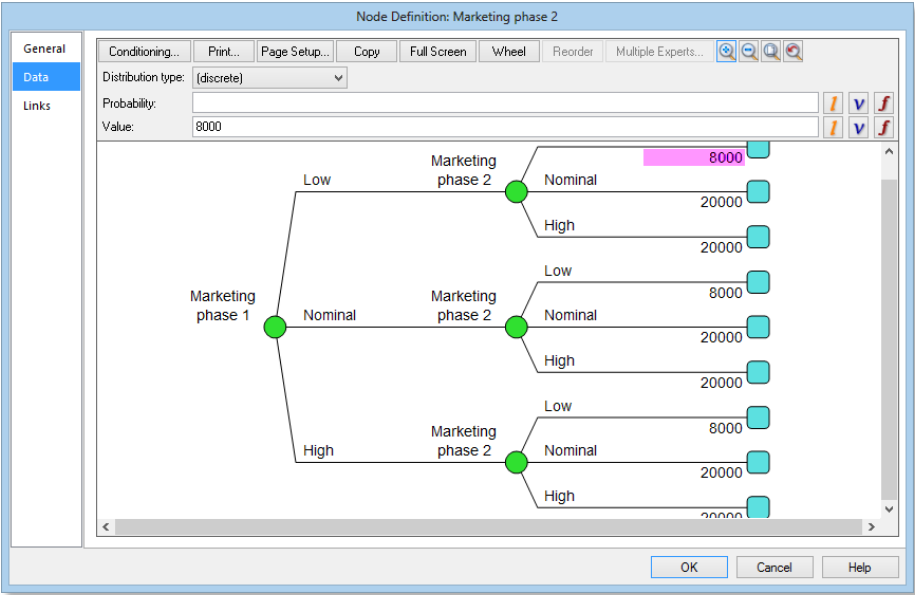 Node Definition: Marketing phase 2
General
Data
Links
Conditioning... Print... Page Setup... Copy Full Screen Wheel Reorder Multiple Experts...
Distribution type: (discrete)
Probability: l v f
Value: 8000 l v f
8000
Low
Marketing
phase 2
Nominal
20000
High
20000
Low
8000
Marketing
phase 1
Nominal
Marketing
phase 2
Nominal
20000
High
20000
Low
8000
High
Marketing
phase 2
Nominal
20000
High
20000
OK Cancel Help